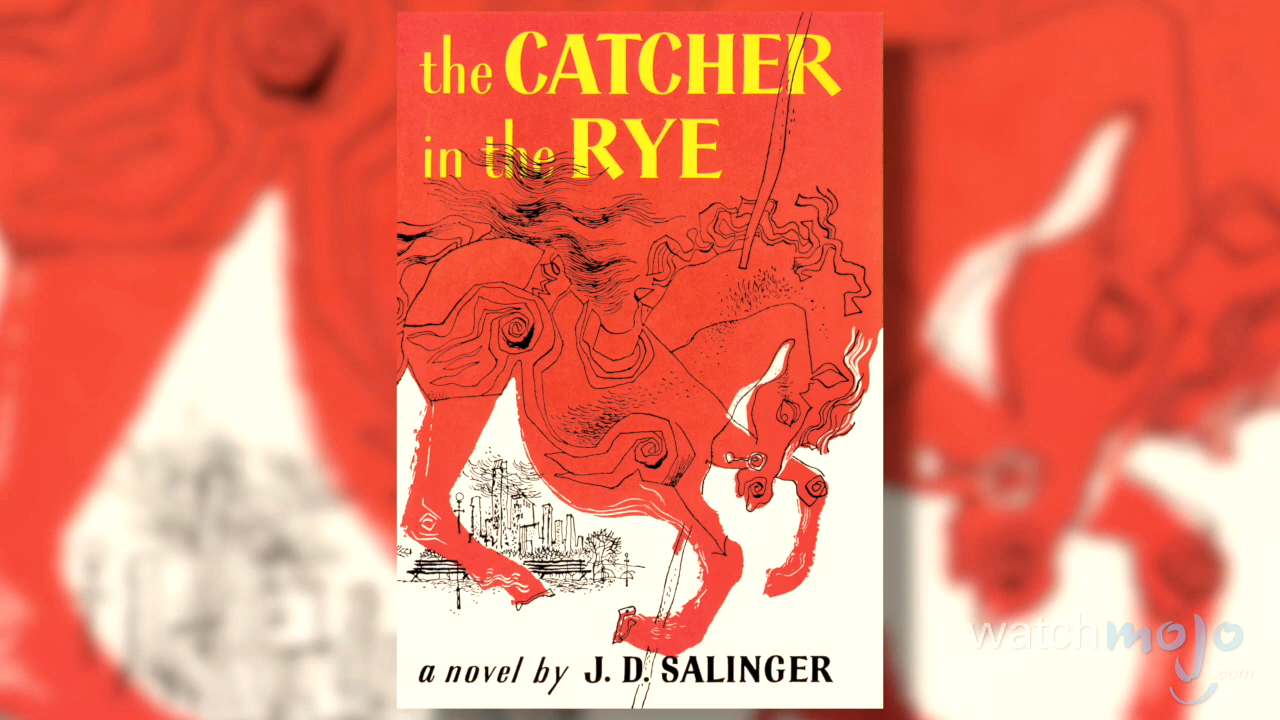 the CATCHER
in the RYE
a novel by J. D. SALINGER
watchmojo
.com